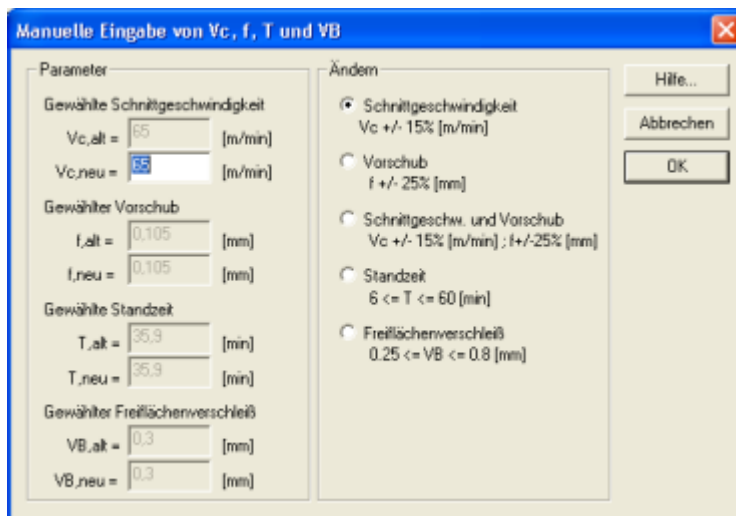 Manuelle Eingabe von Vc, f, T und VB
Parameter
Gewählte Schnittgeschwindigkeit
Vc,alt = 65 [m/min]
Vc,neu = 65 [m/min]
Gewählter Vorschub
f,alt = 0,105 [mm]
f,neu = 0,105 [mm]
Gewählte Standzeit
T,alt = 35,9 [min]
T,neu = 35,9 [min]
Gewählter Freiflächenverschleiß
VB,alt = 0,3 [mm]
VB,neu = 0,3 [mm]
Ändern
Schnittgeschwindigkeit
Vc +/- 15% [m/min]
Vorschub
f +/- 25% [mm]
Schnittgeschw. und Vorschub
Vc +/- 15% [m/min] ; f+/-25% [mm]
Standzeit
6 <= T <= 60 [min]
Freiflächenverschleiß
0.25 <= VB <= 0.8 [mm]
Hilfe...
Abbrechen
OK